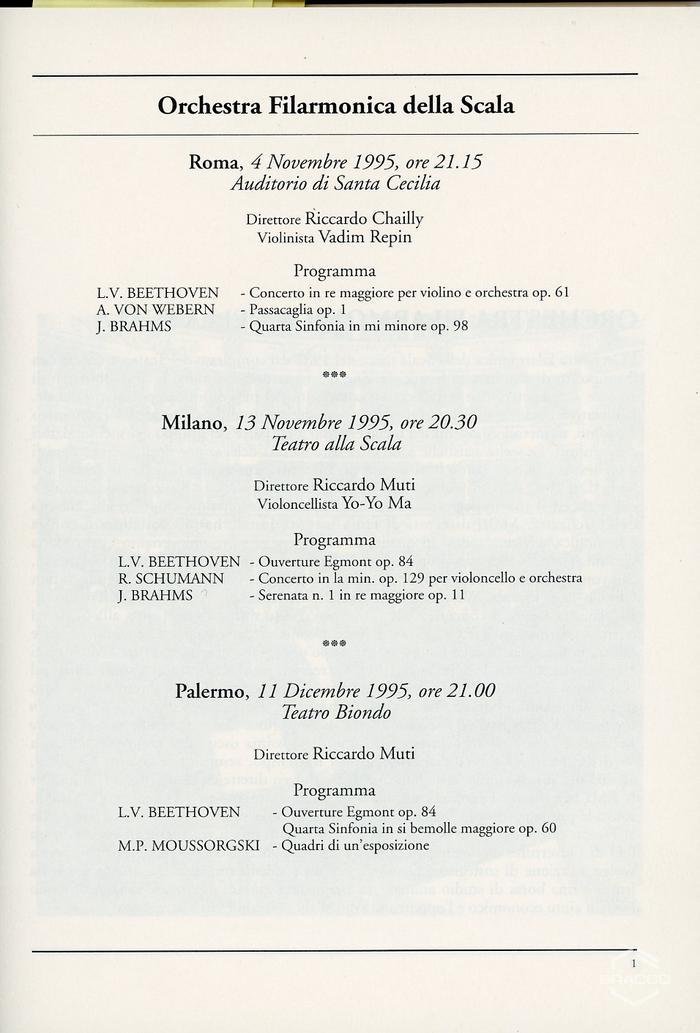 Orchestra Filarmonica della Scala
Roma, 4 Novembre 1995, ore 21.15
Auditorio di Santa Cecilia
Direttore Riccardo Chailly
Violinista Vadim Repin
Programma
L.V. BEETHOVEN - Concerto in re maggiore per violino e orchestra op. 61
A. VON WEBERN - Passacaglia op. 1
J. BRAHMS - Quarta Sinfonia in mi minore op. 98
***
Milano, 13 Novembre 1995, ore 20.30
Teatro alla Scala
Direttore Riccardo Muti
Violoncellista Yo-Yo Ma
Programma
L.V. BEETHOVEN - Ouverture Egmont op. 84
R. SCHUMANN - Concerto in la min. op. 129 per violoncello e orchestra
J. BRAHMS - Serenata n. 1 in re maggiore op. 11
***
Palermo, 11 Dicembre 1995, ore 21.00
Teatro Biondo
Direttore Riccardo Muti
Programma
L.V. BEETHOVEN - Ouverture Egmont op. 84
Quarta Sinfonia in si bemolle maggiore op. 60
M.P. MOUSSORGSKI - Quadri di un'esposizione
1
BRACCO